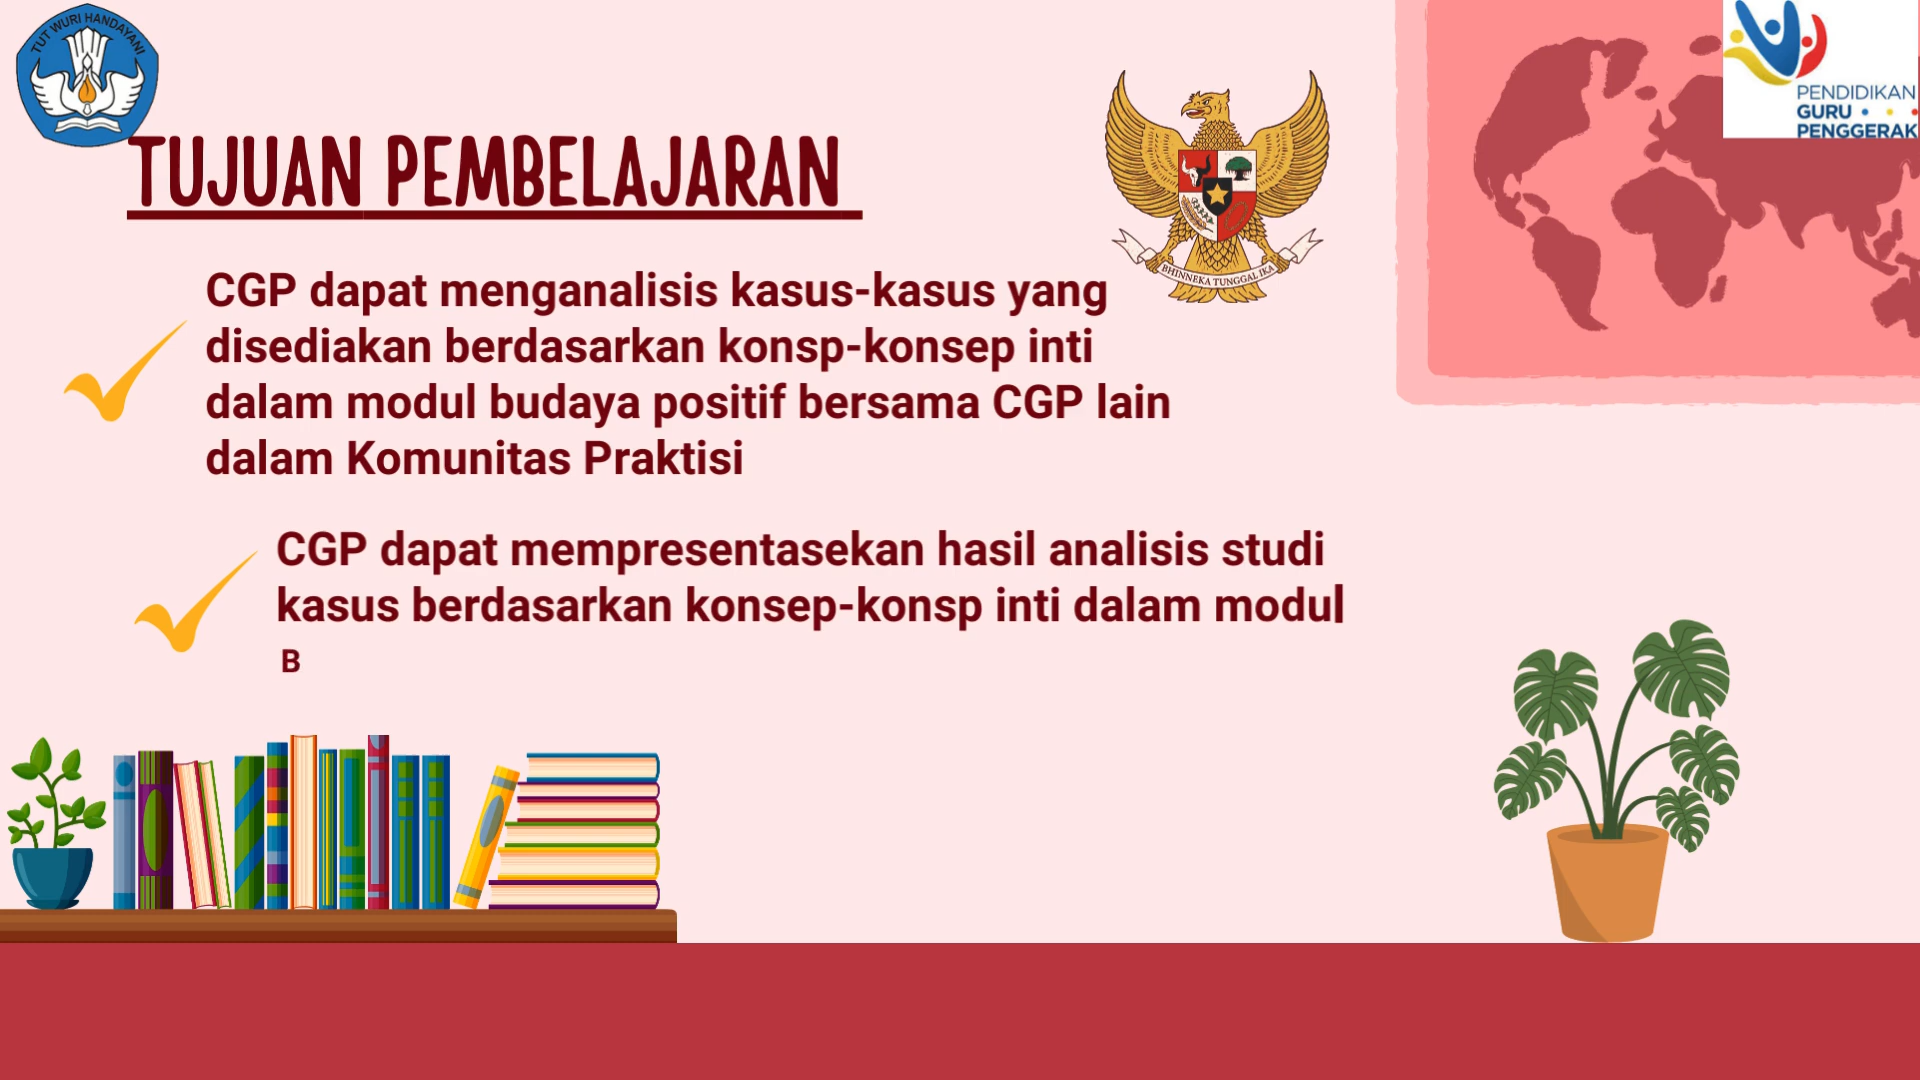 TUT WURI HANDAYANI
PENDIDIKAN
GURU
PENGGERAK
TUJUAN PEMBELAJARAN
BHINNEKA TUNGGAL IKA
CGP dapat menganalisis kasus-kasus yang
disediakan berdasarkan konsp-konsep inti
dalam modul budaya positif bersama CGP lain
dalam Komunitas Praktisi
CGP dapat mempresentasekan hasil analisis studi
kasus berdasarkan konsep-konsp inti dalam modul
B